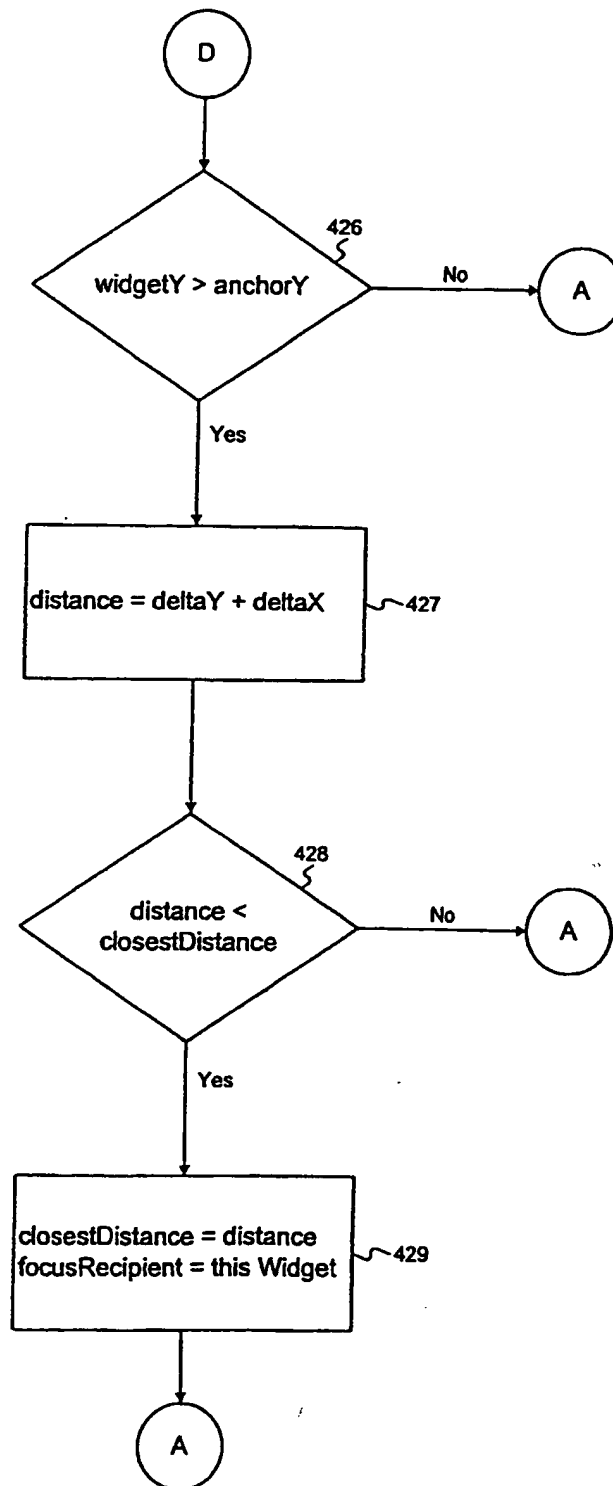 D
426
widgetY > anchorY
No
A
Yes
distance = deltaY + deltaX
427
428
distance <
closestDistance
No
A
Yes
closestDistance = distance
focusRecipient = this Widget
429
A